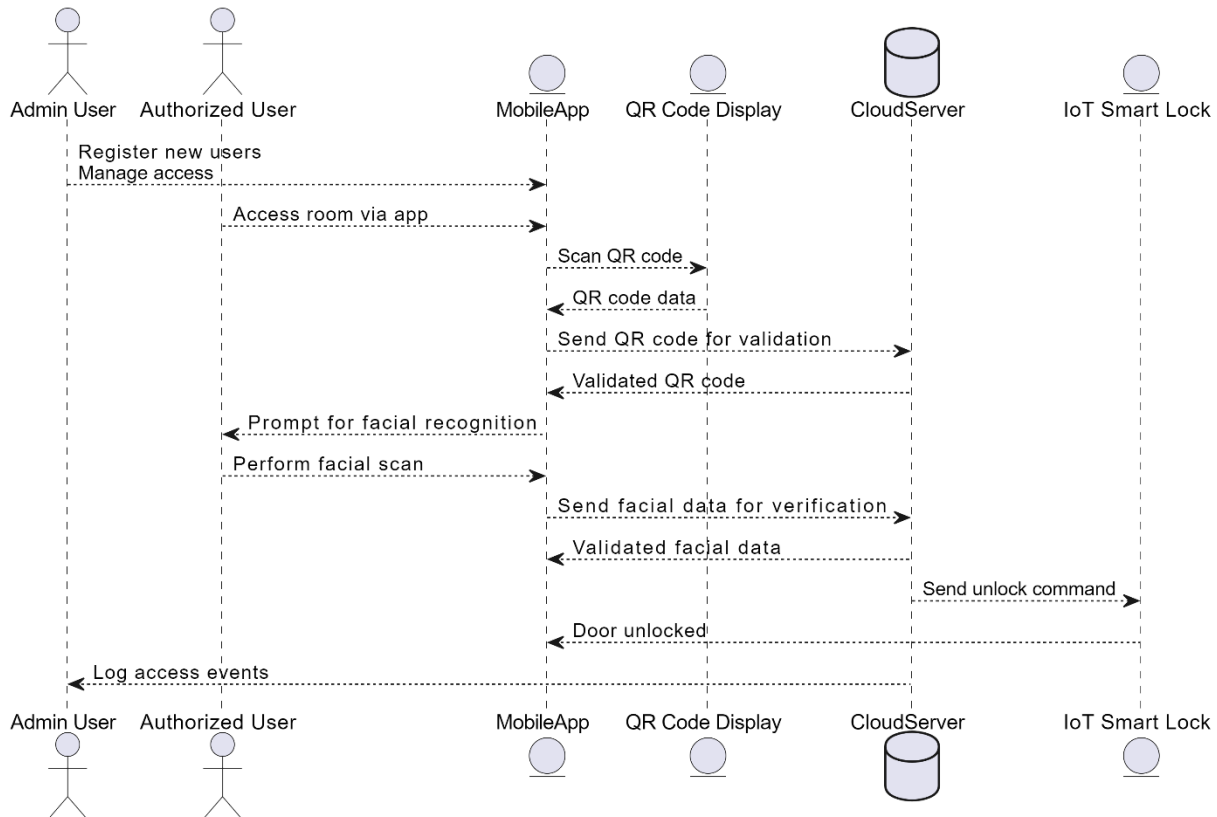 Admin User
Authorized User
MobileApp
QR Code Display
CloudServer
IoT Smart Lock
Register new users
Manage access
Access room via app
Scan QR code
QR code data
Send QR code for validation
Validated QR code
Prompt for facial recognition
Perform facial scan
Send facial data for verification
Validated facial data
Send unlock command
Door unlocked
Log access events
Admin User
Authorized User
MobileApp
QR Code Display
CloudServer
IoT Smart Lock